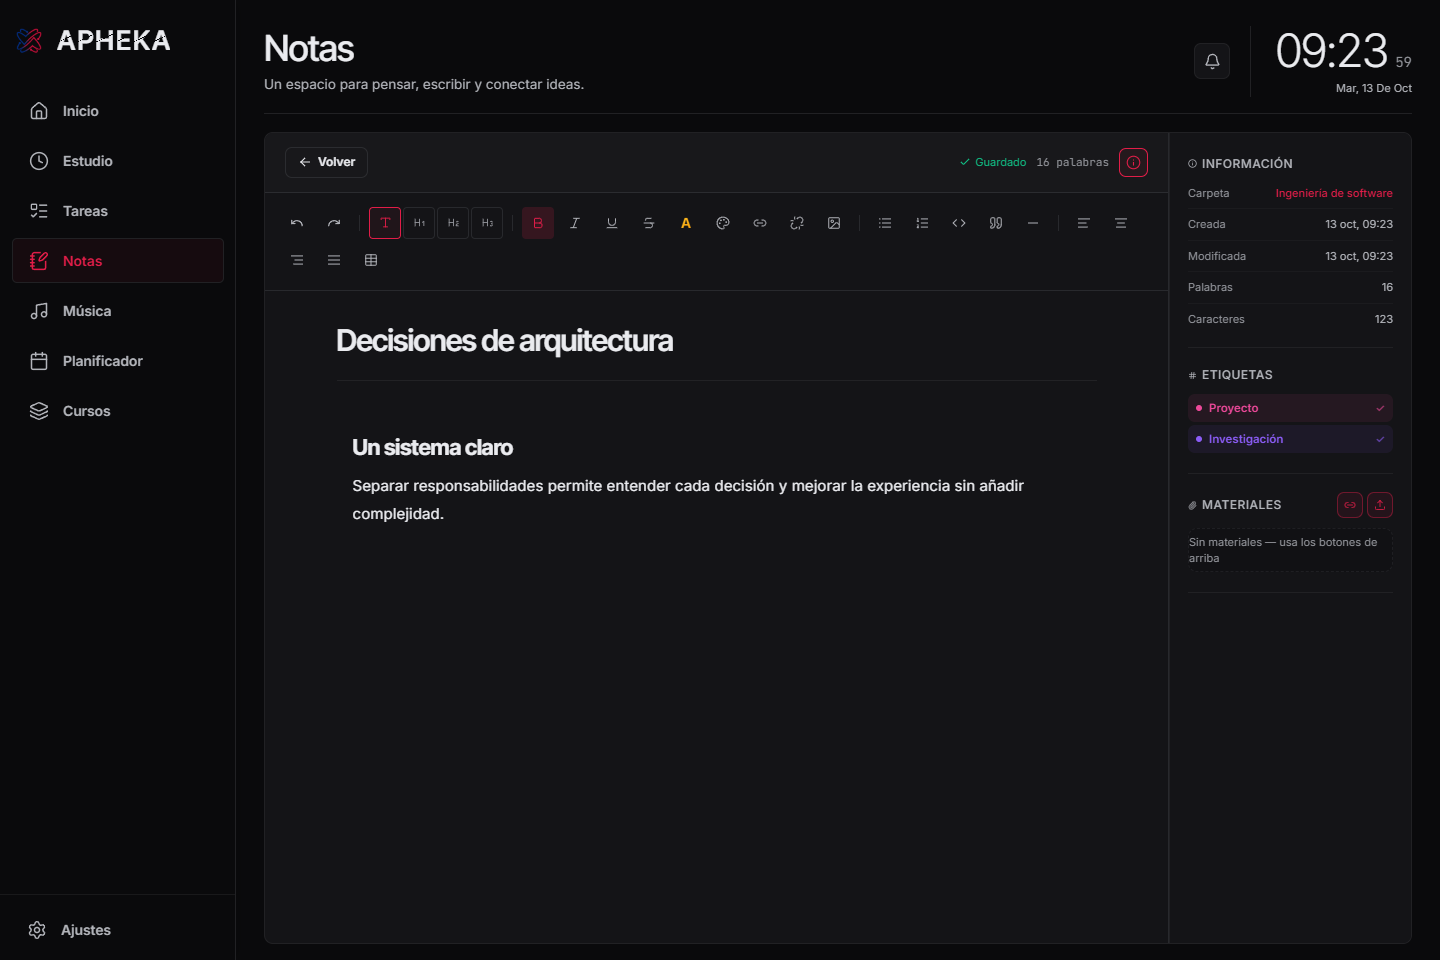 APHEKA
Inicio
Estudio
Tareas
Notas
Música
Planificador
Cursos
Ajustes
Notas
Un espacio para pensar, escribir y conectar ideas.
09:23 59
Mar, 13 De Oct
Volver
Guardado 16 palabras
T H1 H2 H3 B I U S A
Decisiones de arquitectura
Un sistema claro
Separar responsabilidades permite entender cada decisión y mejorar la experiencia sin añadir
complejidad.
INFORMACIÓN
Carpeta Ingeniería de software
Creada 13 oct, 09:23
Modificada 13 oct, 09:23
Palabras 16
Caracteres 123
# ETIQUETAS
Proyecto
Investigación
MATERIALES
Sin materiales — usa los botones de
arriba